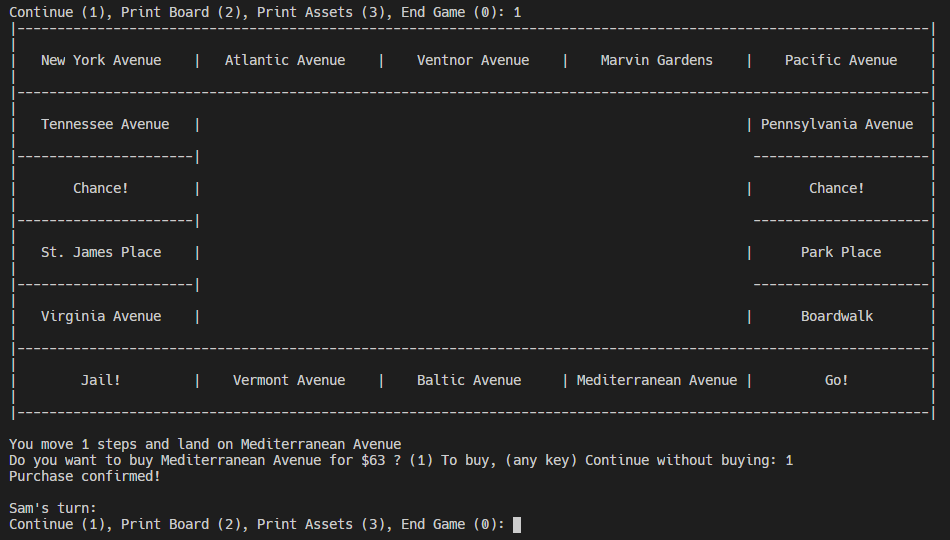 Continue (1), Print Board (2), Print Assets (3), End Game (0): 1
New York Avenue | Atlantic Avenue | Ventnor Avenue | Marvin Gardens | Pacific Avenue
Tennessee Avenue | | Pennsylvania Avenue
Chance! | | Chance!
St. James Place | | Park Place
Virginia Avenue | | Boardwalk
Jail! | Vermont Avenue | Baltic Avenue | Mediterranean Avenue | Go!
You move 1 steps and land on Mediterranean Avenue
Do you want to buy Mediterranean Avenue for $63 ? (1) To buy, (any key) Continue without buying: 1
Purchase confirmed!
Sam's turn:
Continue (1), Print Board (2), Print Assets (3), End Game (0):